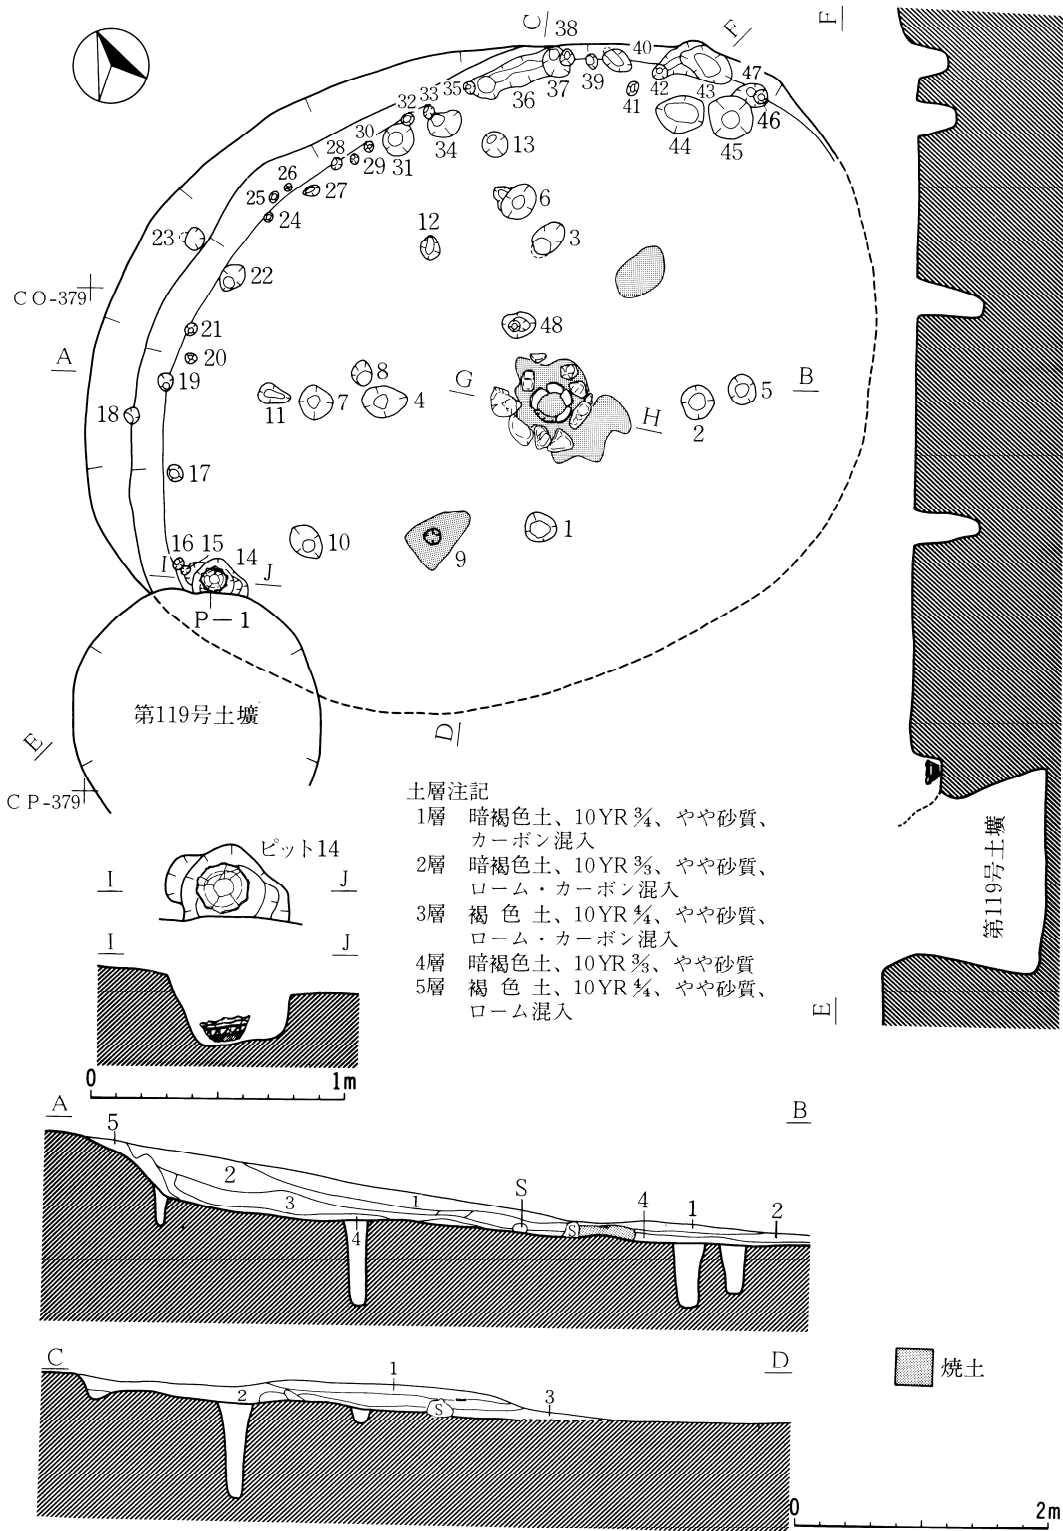 C
38
F
F
40
47
35
39
42
43
33
37
36
41
46
32
30
34
44
45
28
13
29
31
26
25
27
6
24
12
3
23
22
CO-379
21
48
A
20
8
G
B
19
5
11
7
4
H
2
18
17
10
9
1
16
15
14
I
J
P-1
第119号土壙
E
D
CP-379
土層注記
1層 暗褐色土、10YR 3/4、やや砂質、
カーボン混入
2層 暗褐色土、10YR 3/3、やや砂質、
ローム・カーボン混入
3層 褐色土、10YR 4/4、やや砂質、
ローム・カーボン混入
4層 暗褐色土、10YR 3/3、やや砂質
5層 褐色土、10YR 4/4、やや砂質、
ローム混入
第119号土壙
E
ピット14
I
J
I
J
0 1m
A
B
5
2
S
4
1
2
3
1
S
4
C
D
1
2
3
S
焼土
0 2m